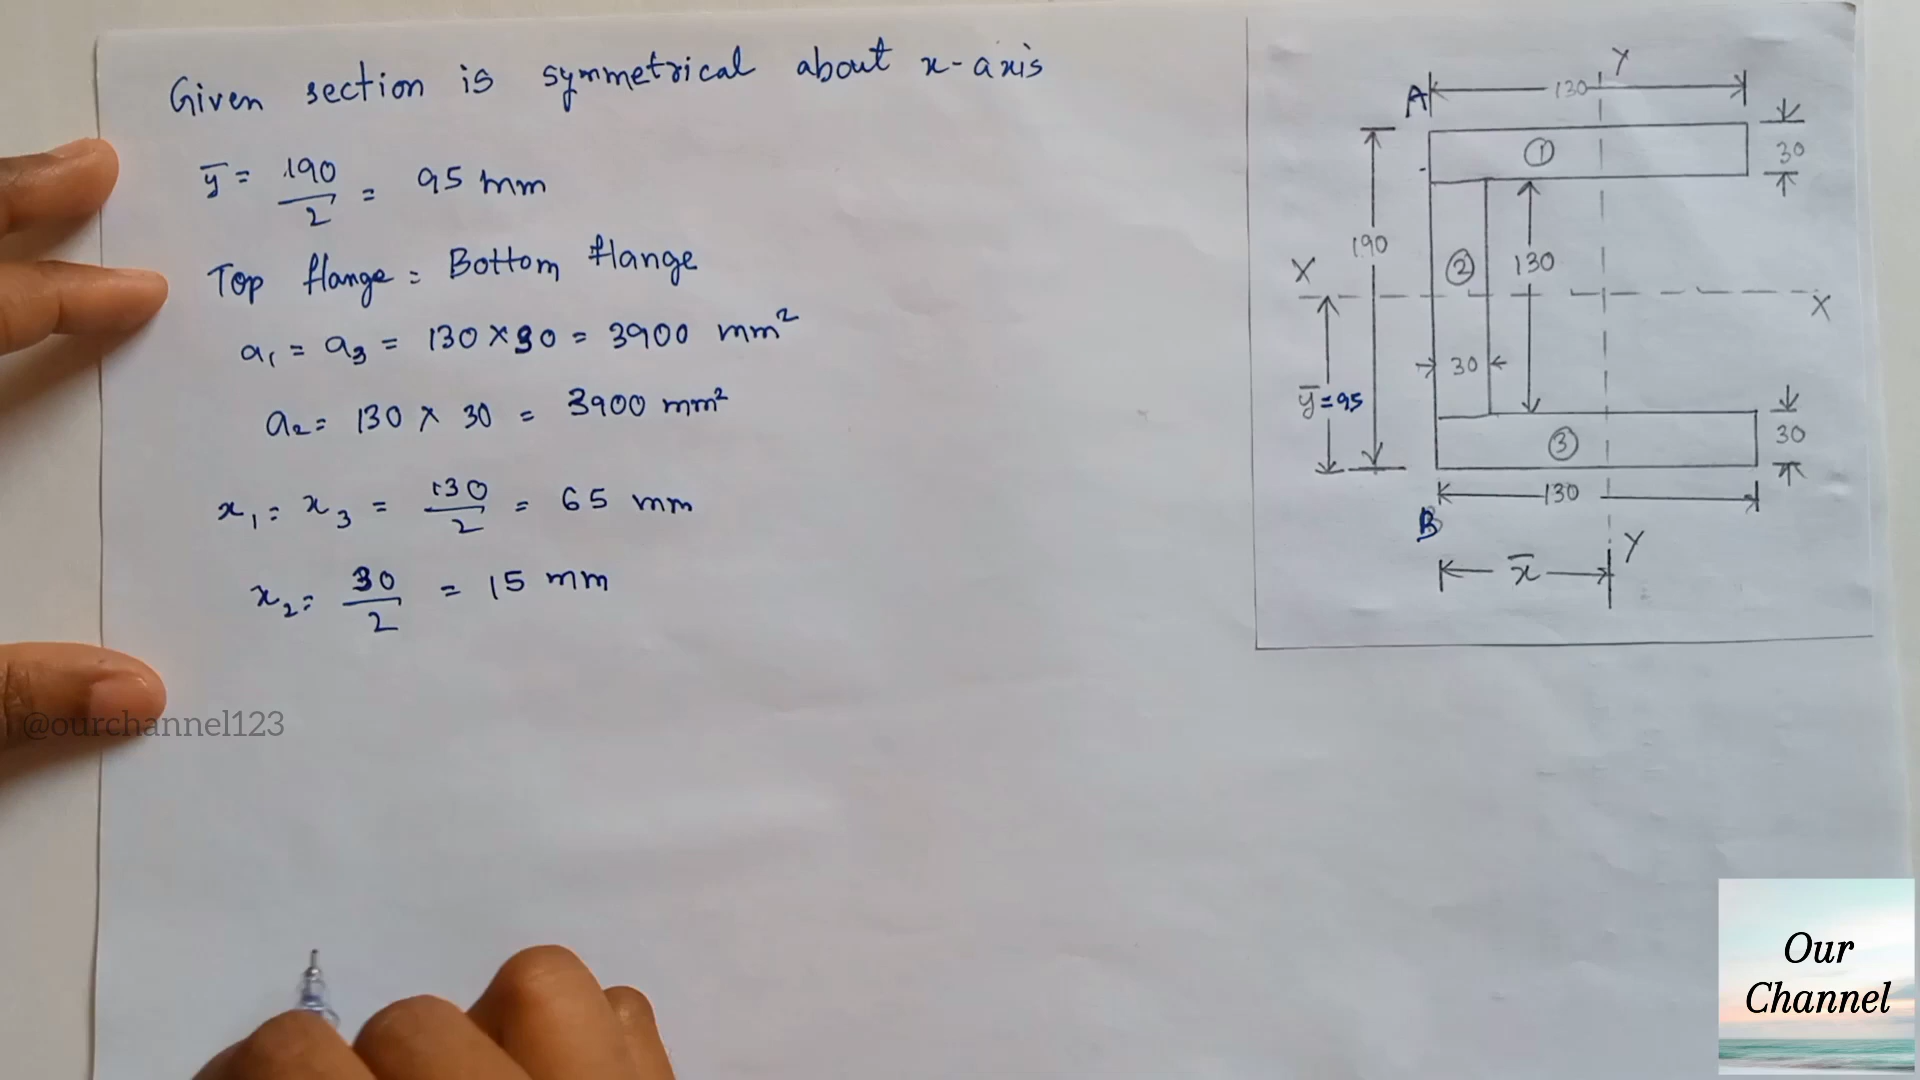 Given section is symmetrical about x-axis
ȳ = 190/2 = 95 mm
Top flange = Bottom flange
a₁ = a₃ = 130 × 30 = 3900 mm²
a₂ = 130 × 30 = 3900 mm²
x₁ = x₃ = 130/2 = 65 mm
x₂ = 30/2 = 15 mm
Y
A 130
① 30
190
② 130
X X
30
ȳ = 95
③ 30
130
B
x̄ Y
@ourchannel123
Our
Channel